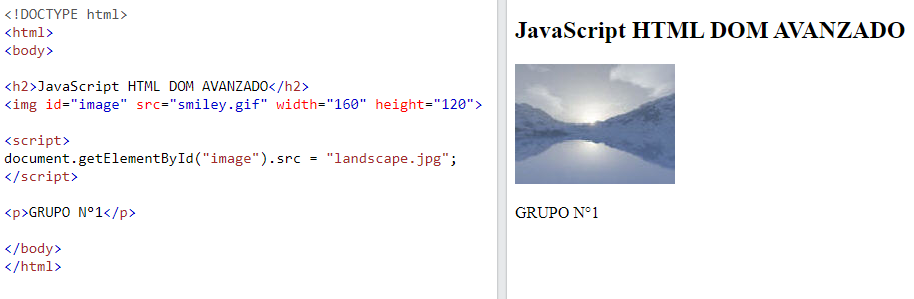 <!DOCTYPE html>
<html>
<body>
<h2>JavaScript HTML DOM AVANZADO</h2>
<img id="image" src="smiley.gif" width="160" height="120">
<script>
document.getElementById("image").src = "landscape.jpg";
</script>
<p>GRUPO N°1</p>
</body>
</html>
JavaScript HTML DOM AVANZADO
GRUPO N°1